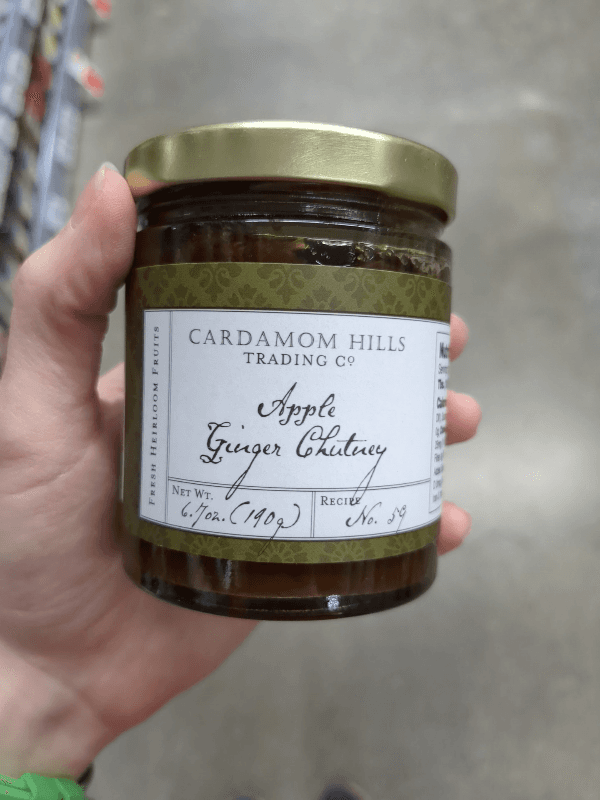 FRESH HEIRLOOM FRUITS
CARDAMOM HILLS
TRADING Cº
Apple
Ginger Chutney
NET WT.
6.7oz. (190g)
RECIPE
No. 59